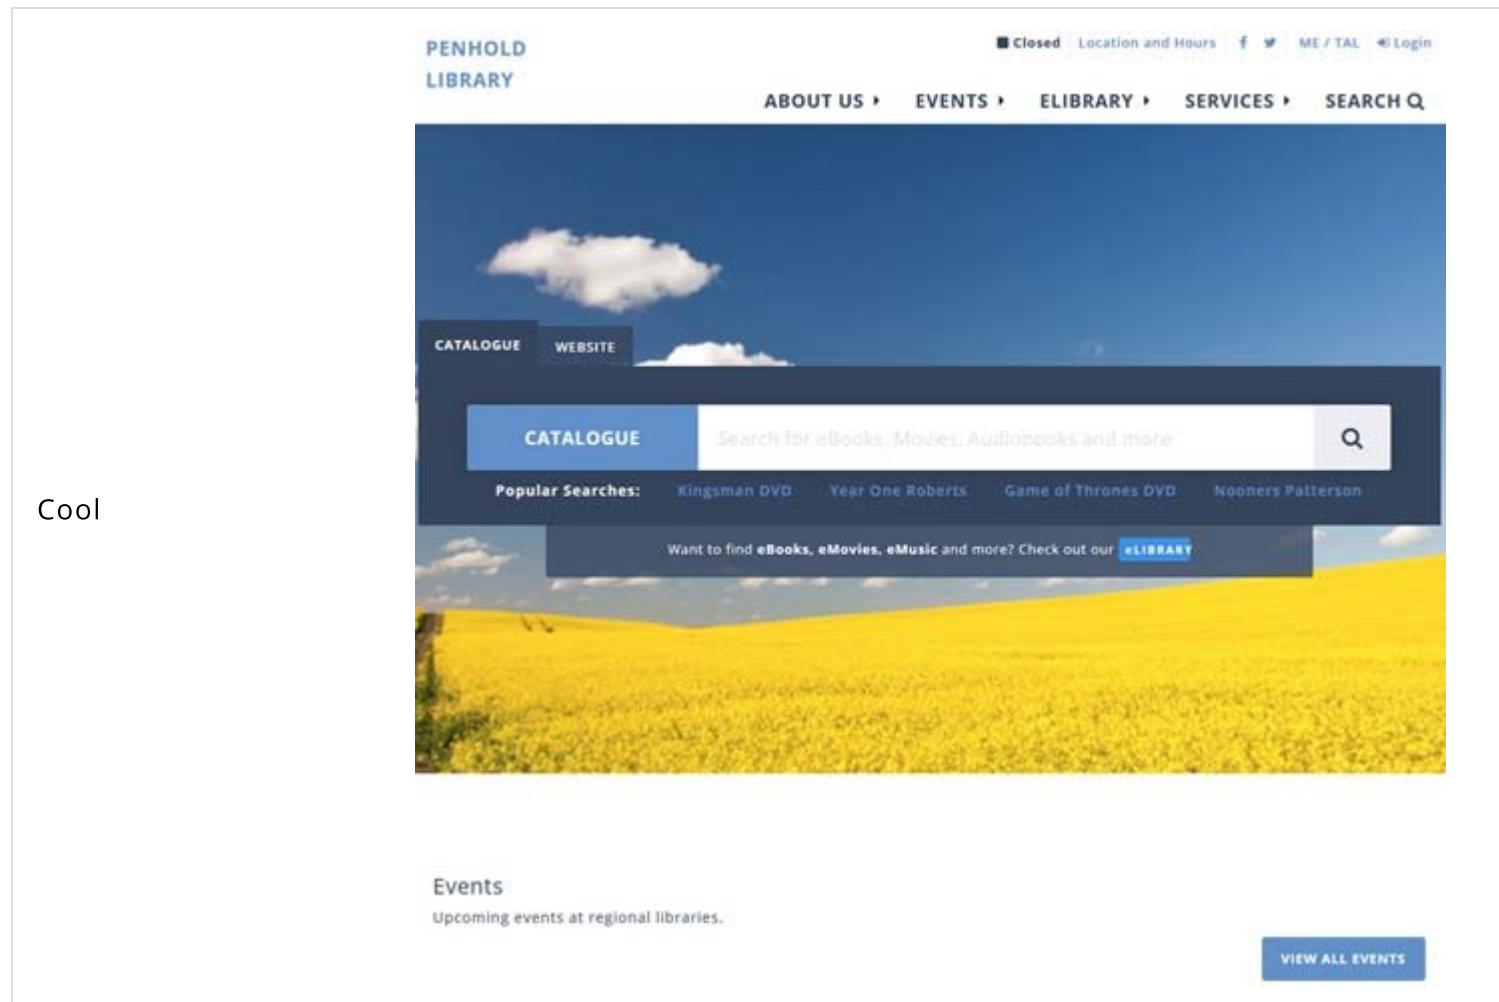 PENHOLD
LIBRARY
Closed Location and Hours ME / TAL Login
ABOUT US EVENTS ELIBRARY SERVICES SEARCH
CATALOGUE WEBSITE
CATALOGUE Search for eBooks, Movies, Audiobooks and more
Popular Searches: Kingsman DVD Year One Roberts Game of Thrones DVD Nooners Patterson
Cool
Want to find eBooks, eMovies, eMusic and more? Check out our eLIBRARY
Events
Upcoming events at regional libraries.
VIEW ALL EVENTS